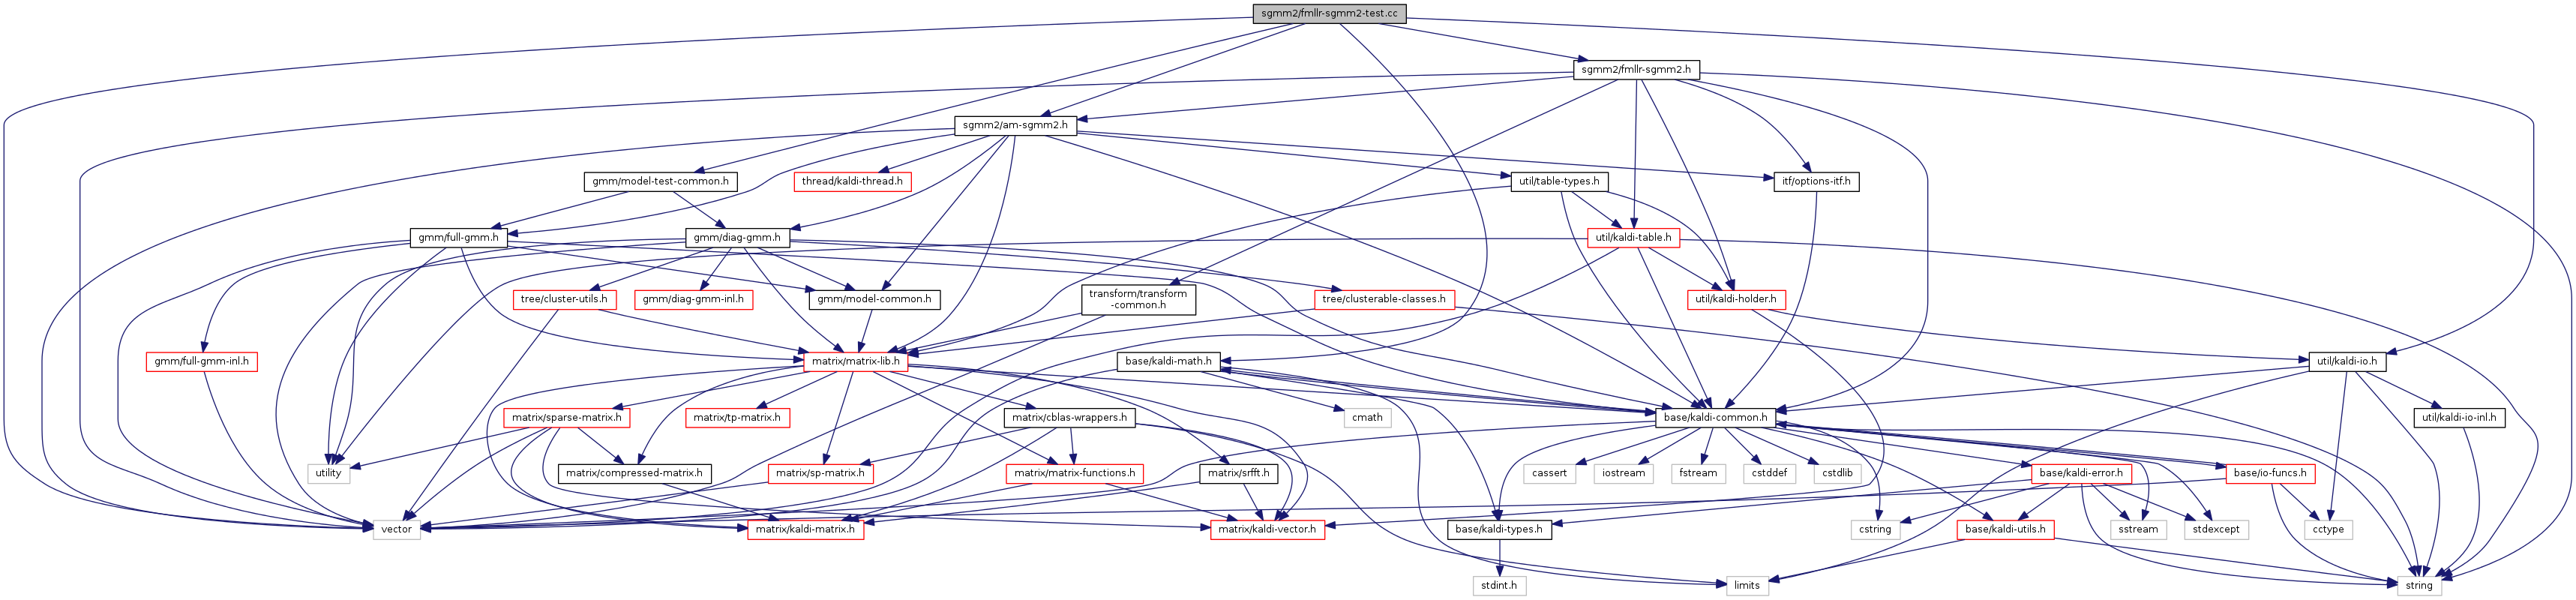 sgmm2/fmllr-sgmm2-test.cc
sgmm2/fmllr-sgmm2.h
sgmm2/am-sgmm2.h
gmm/model-test-common.h
thread/kaldi-thread.h
util/table-types.h
itf/options-itf.h
gmm/full-gmm.h
gmm/diag-gmm.h
util/kaldi-table.h
tree/cluster-utils.h
gmm/diag-gmm-inl.h
gmm/model-common.h
transform/transform
-common.h
tree/clusterable-classes.h
util/kaldi-holder.h
gmm/full-gmm-inl.h
matrix/matrix-lib.h
base/kaldi-math.h
util/kaldi-io.h
matrix/sparse-matrix.h
matrix/tp-matrix.h
matrix/cblas-wrappers.h
cmath
base/kaldi-common.h
util/kaldi-io-inl.h
utility
matrix/compressed-matrix.h
matrix/sp-matrix.h
matrix/matrix-functions.h
matrix/srfft.h
cassert
iostream
fstream
cstddef
cstdlib
base/kaldi-error.h
base/io-funcs.h
vector
matrix/kaldi-matrix.h
matrix/kaldi-vector.h
base/kaldi-types.h
cstring
base/kaldi-utils.h
sstream
stdexcept
cctype
stdint.h
limits
string